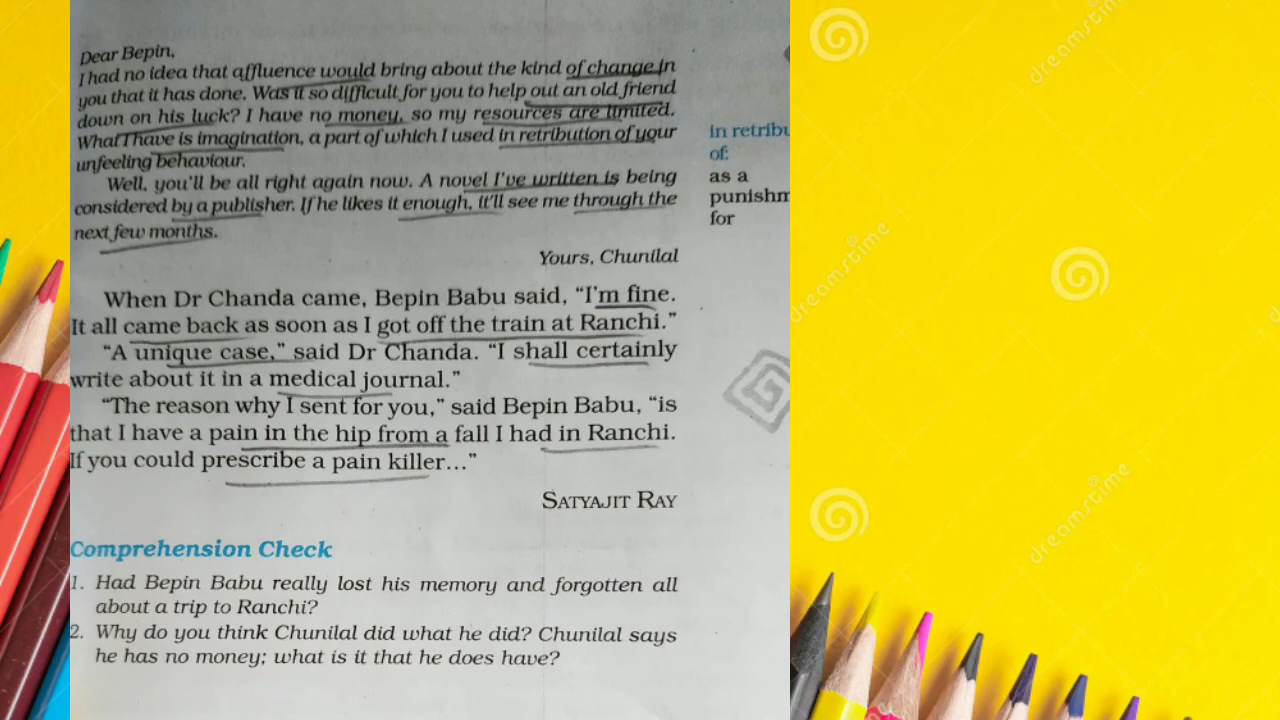 Dear Bepin,
I had no idea that affluence would bring about the kind of change in
you that it has done. Was it so difficult for you to help out an old friend
down on his luck? I have no money, so my resources are limited.
What I have is imagination, a part of which I used in retribution of your
unfeeling behaviour.
Well, you'll be all right again now. A novel I've written is being
considered by a publisher. If he likes it enough, it'll see me through the
next few months.
Yours, Chunilal
in retribu
of:
as a
punishm
for
When Dr Chanda came, Bepin Babu said, “I'm fine.
It all came back as soon as I got off the train at Ranchi.”
“A unique case,” said Dr Chanda. “I shall certainly
write about it in a medical journal.”
“The reason why I sent for you,” said Bepin Babu, “is
that I have a pain in the hip from a fall I had in Ranchi.
If you could prescribe a pain killer...”
SATYAJIT RAY
Comprehension Check
1. Had Bepin Babu really lost his memory and forgotten all
about a trip to Ranchi?
2. Why do you think Chunilal did what he did? Chunilal says
he has no money; what is it that he does have?
dreamstime
dreamstime
dreamstime
dreamstime